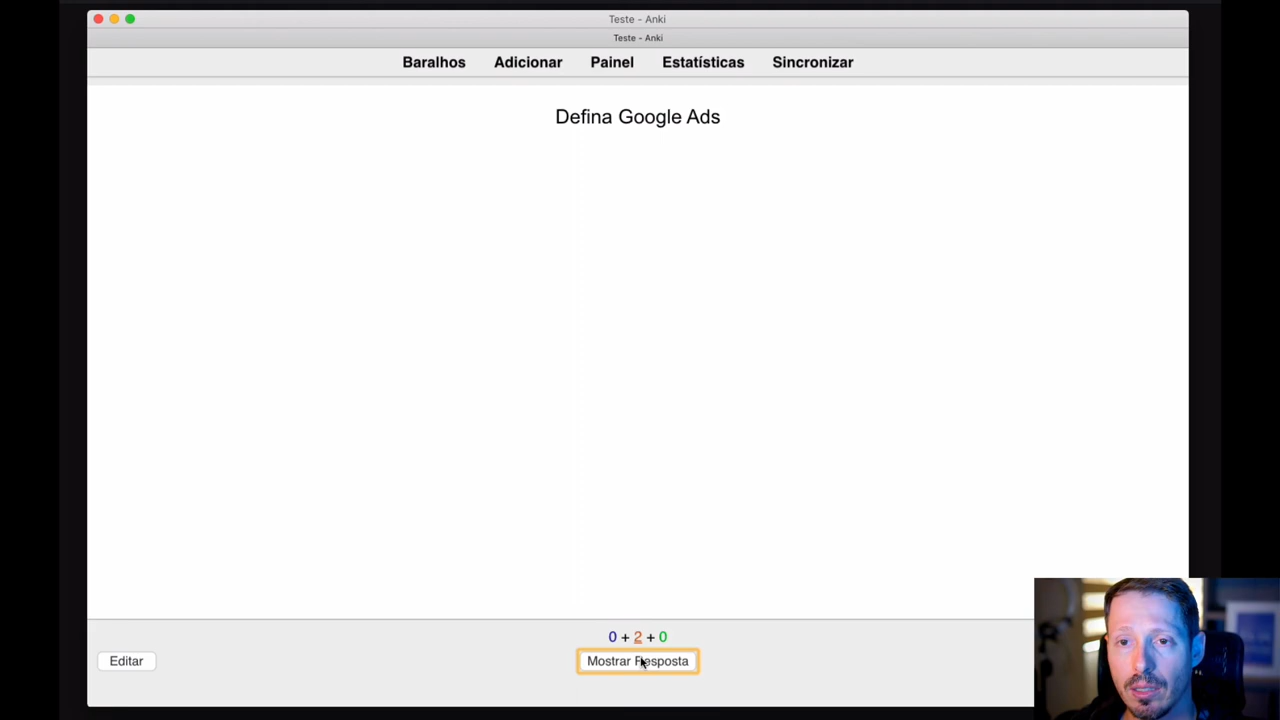 Teste - Anki
Teste - Anki
Baralhos Adicionar Painel Estatísticas Sincronizar
Defina Google Ads
0 + 2 + 0
Editar Mostrar Resposta